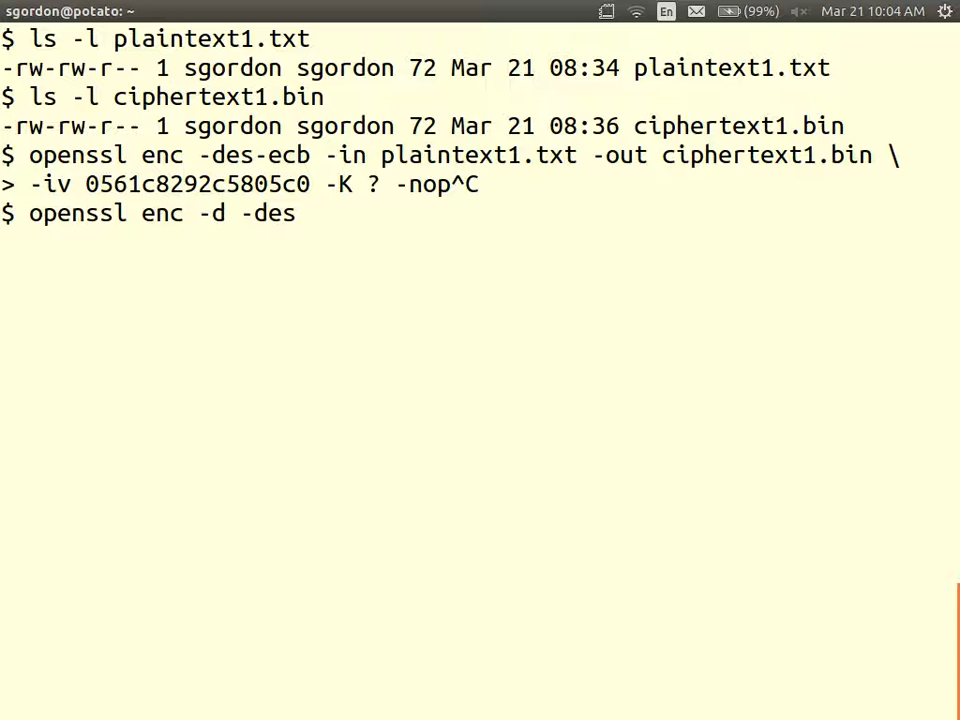 sgordon@potato: ~ En (99%) Mar 21 10:04 AM
$ ls -l plaintext1.txt
-rw-rw-r-- 1 sgordon sgordon 72 Mar 21 08:34 plaintext1.txt
$ ls -l ciphertext1.bin
-rw-rw-r-- 1 sgordon sgordon 72 Mar 21 08:36 ciphertext1.bin
$ openssl enc -des-ecb -in plaintext1.txt -out ciphertext1.bin \
> -iv 0561c8292c5805c0 -K ? -nop^C
$ openssl enc -d -des